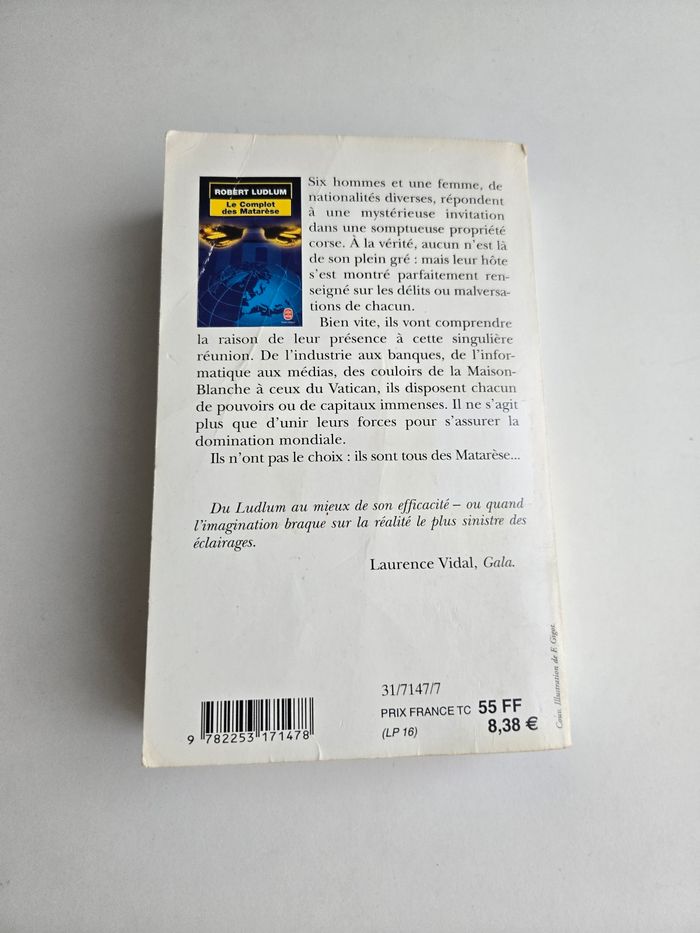 ROBERT LUDLUM
Le Complot
des Matarèse
Six hommes et une femme, de
nationalités diverses, répondent
à une mystérieuse invitation
dans une somptueuse propriété
corse. À la vérité, aucun n'est là
de son plein gré : mais leur hôte
s'est montré parfaitement ren-
seigné sur les délits ou malversa-
tions de chacun.
Bien vite, ils vont comprendre
la raison de leur présence à cette singulière
réunion. De l'industrie aux banques, de l'infor-
matique aux médias, des couloirs de la Maison-
Blanche à ceux du Vatican, ils disposent chacun
de pouvoirs ou de capitaux immenses. Il ne s'agit
plus que d'unir leurs forces pour s'assurer la
domination mondiale.
Ils n'ont pas le choix : ils sont tous des Matarèse...
Du Ludlum au mieux de son efficacité – ou quand
l'imagination braque sur la réalité le plus sinistre des
éclairages.
Laurence Vidal, Gala.
31/7147/7
PRIX FRANCE TC 55 FF
(LP 16) 8,38 €
9 782253 171478
Couv. Illustration de F. Gigot.